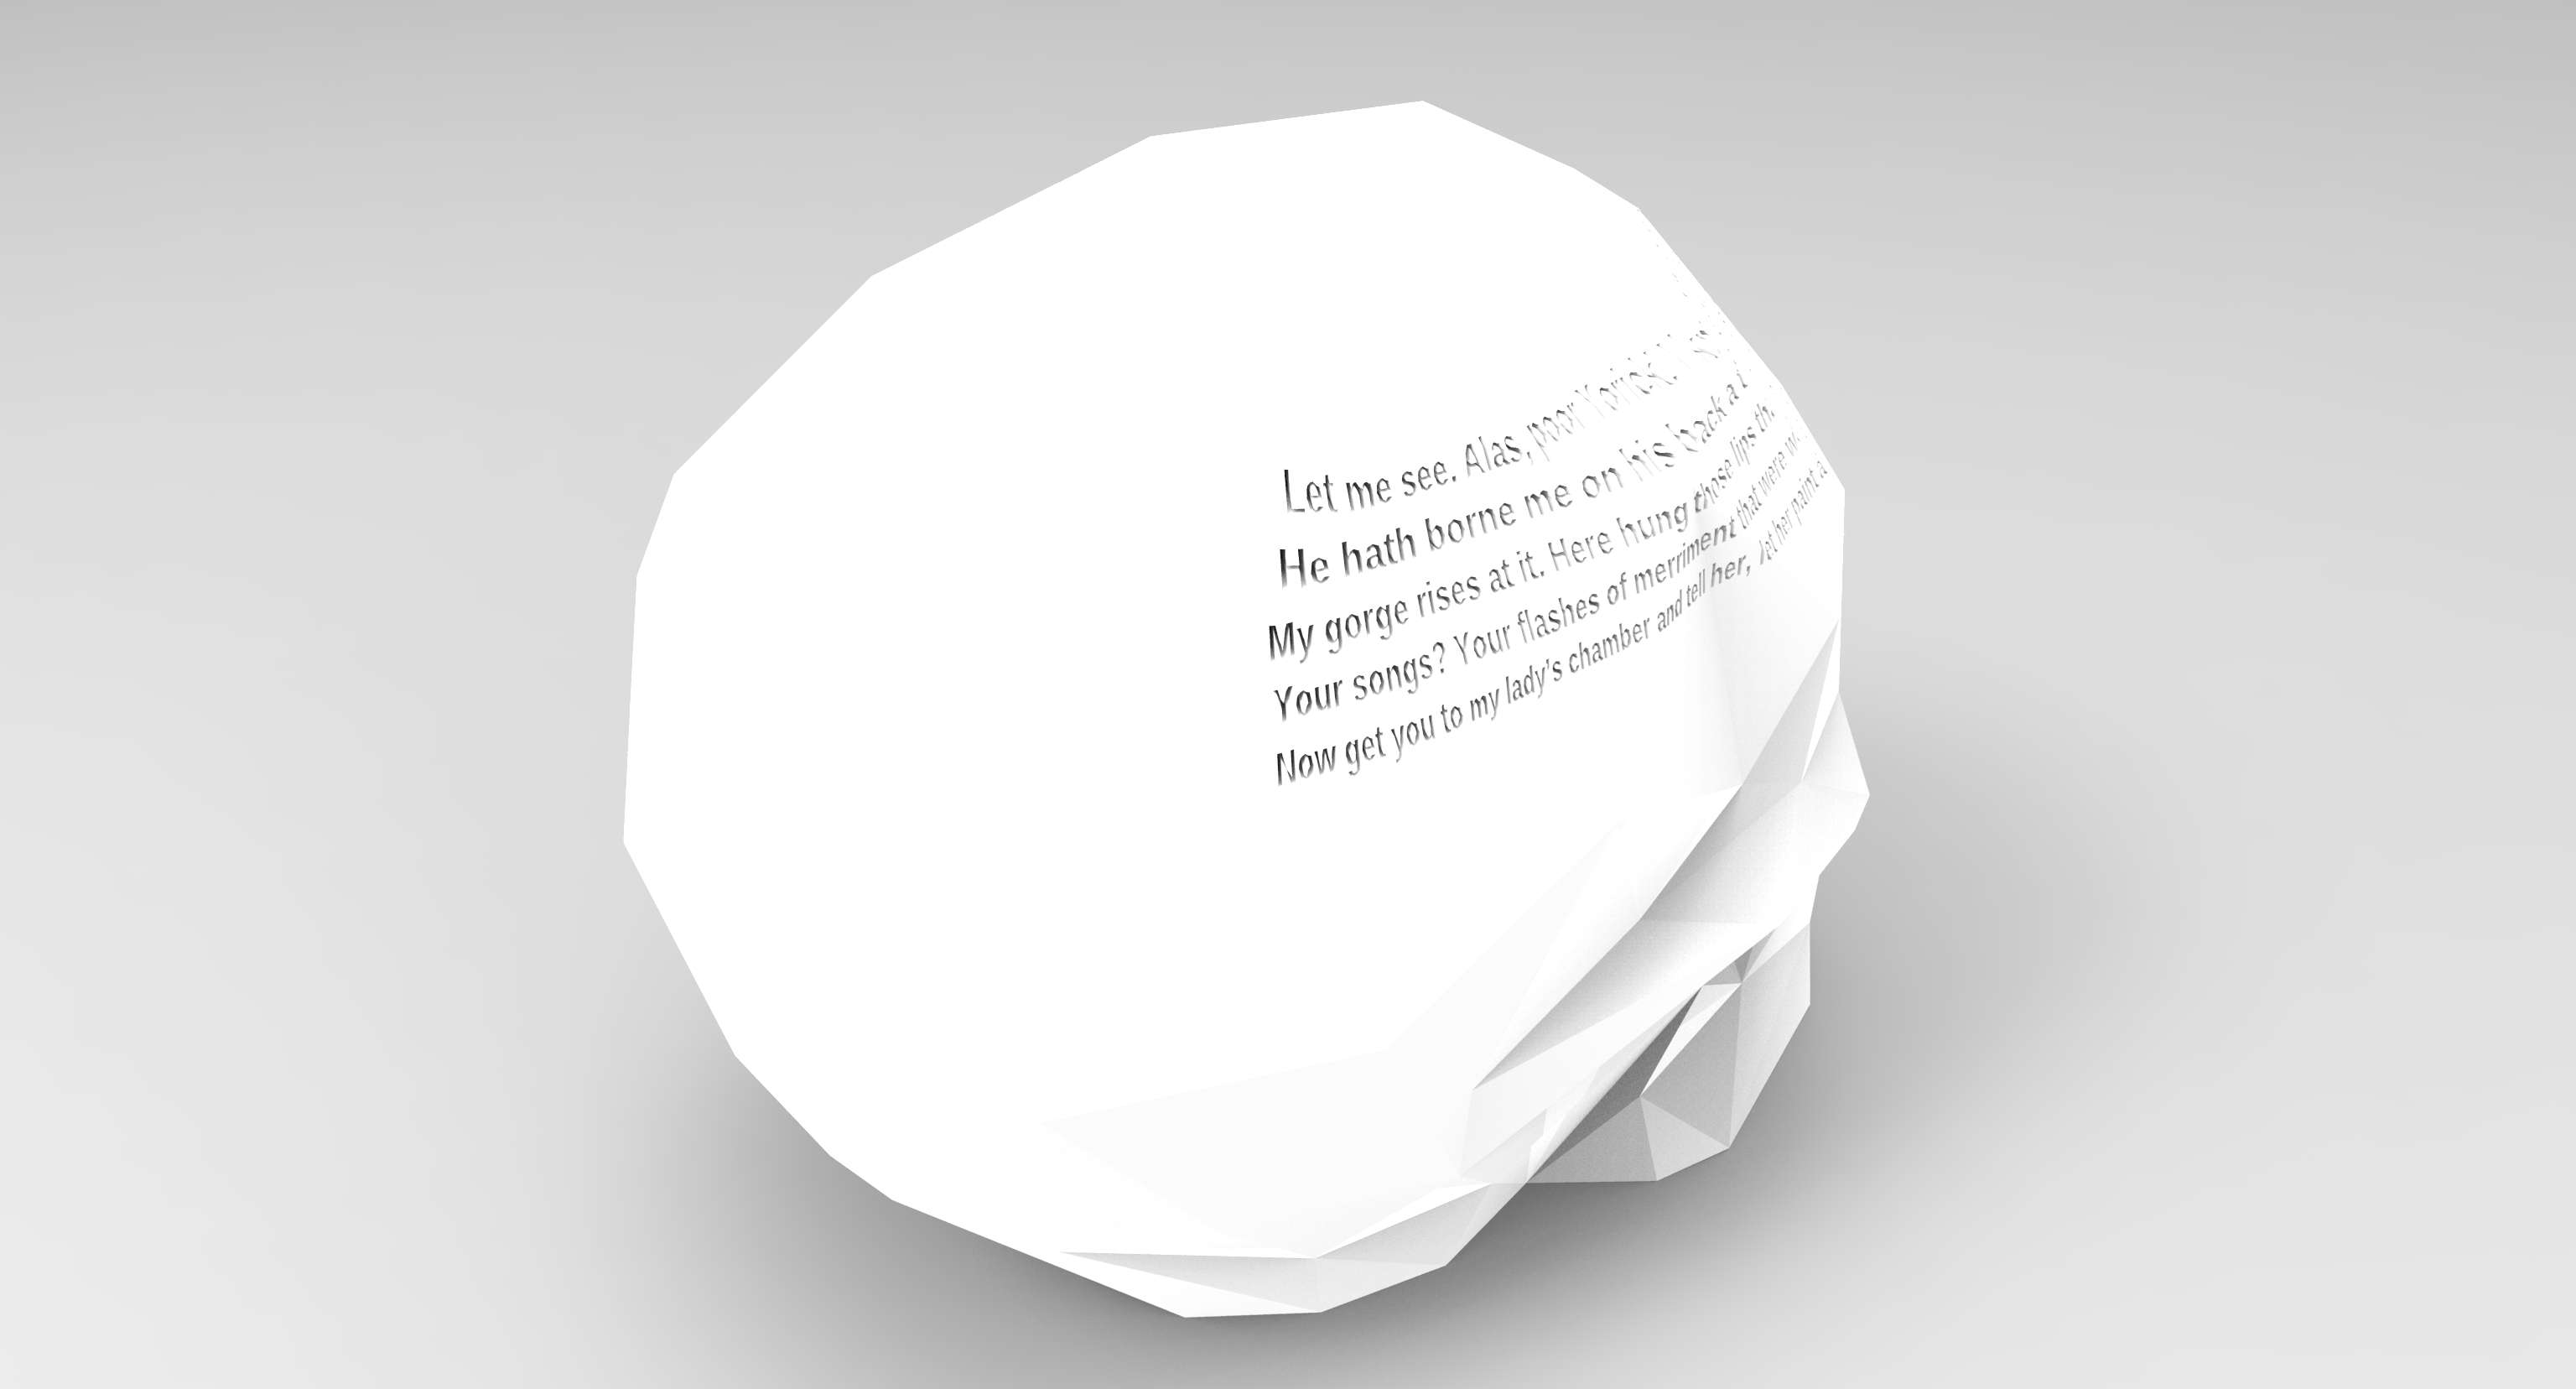 Let me see. Alas, poor Yorick!
He hath borne me on his back a
My gorge rises at it. Here hung those lips
Your songs? Your flashes of merriment that were
Now get you to my lady's chamber and tell her, let her paint a